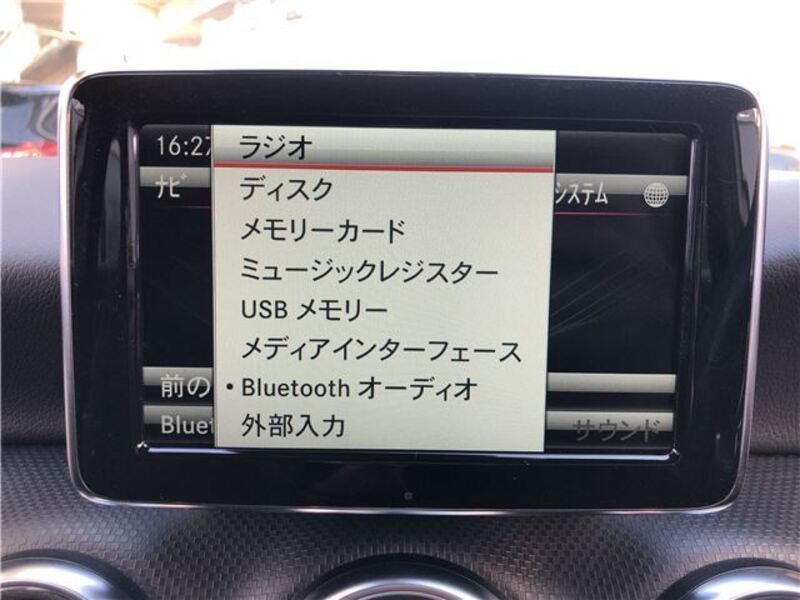 16:27
ラジオ
ナビ
ディスク
システム
メモリーカード
ミュージックレジスター
USB メモリー
メディアインターフェース
前の
• Bluetooth オーディオ
Bluet
外部入力
サウンド